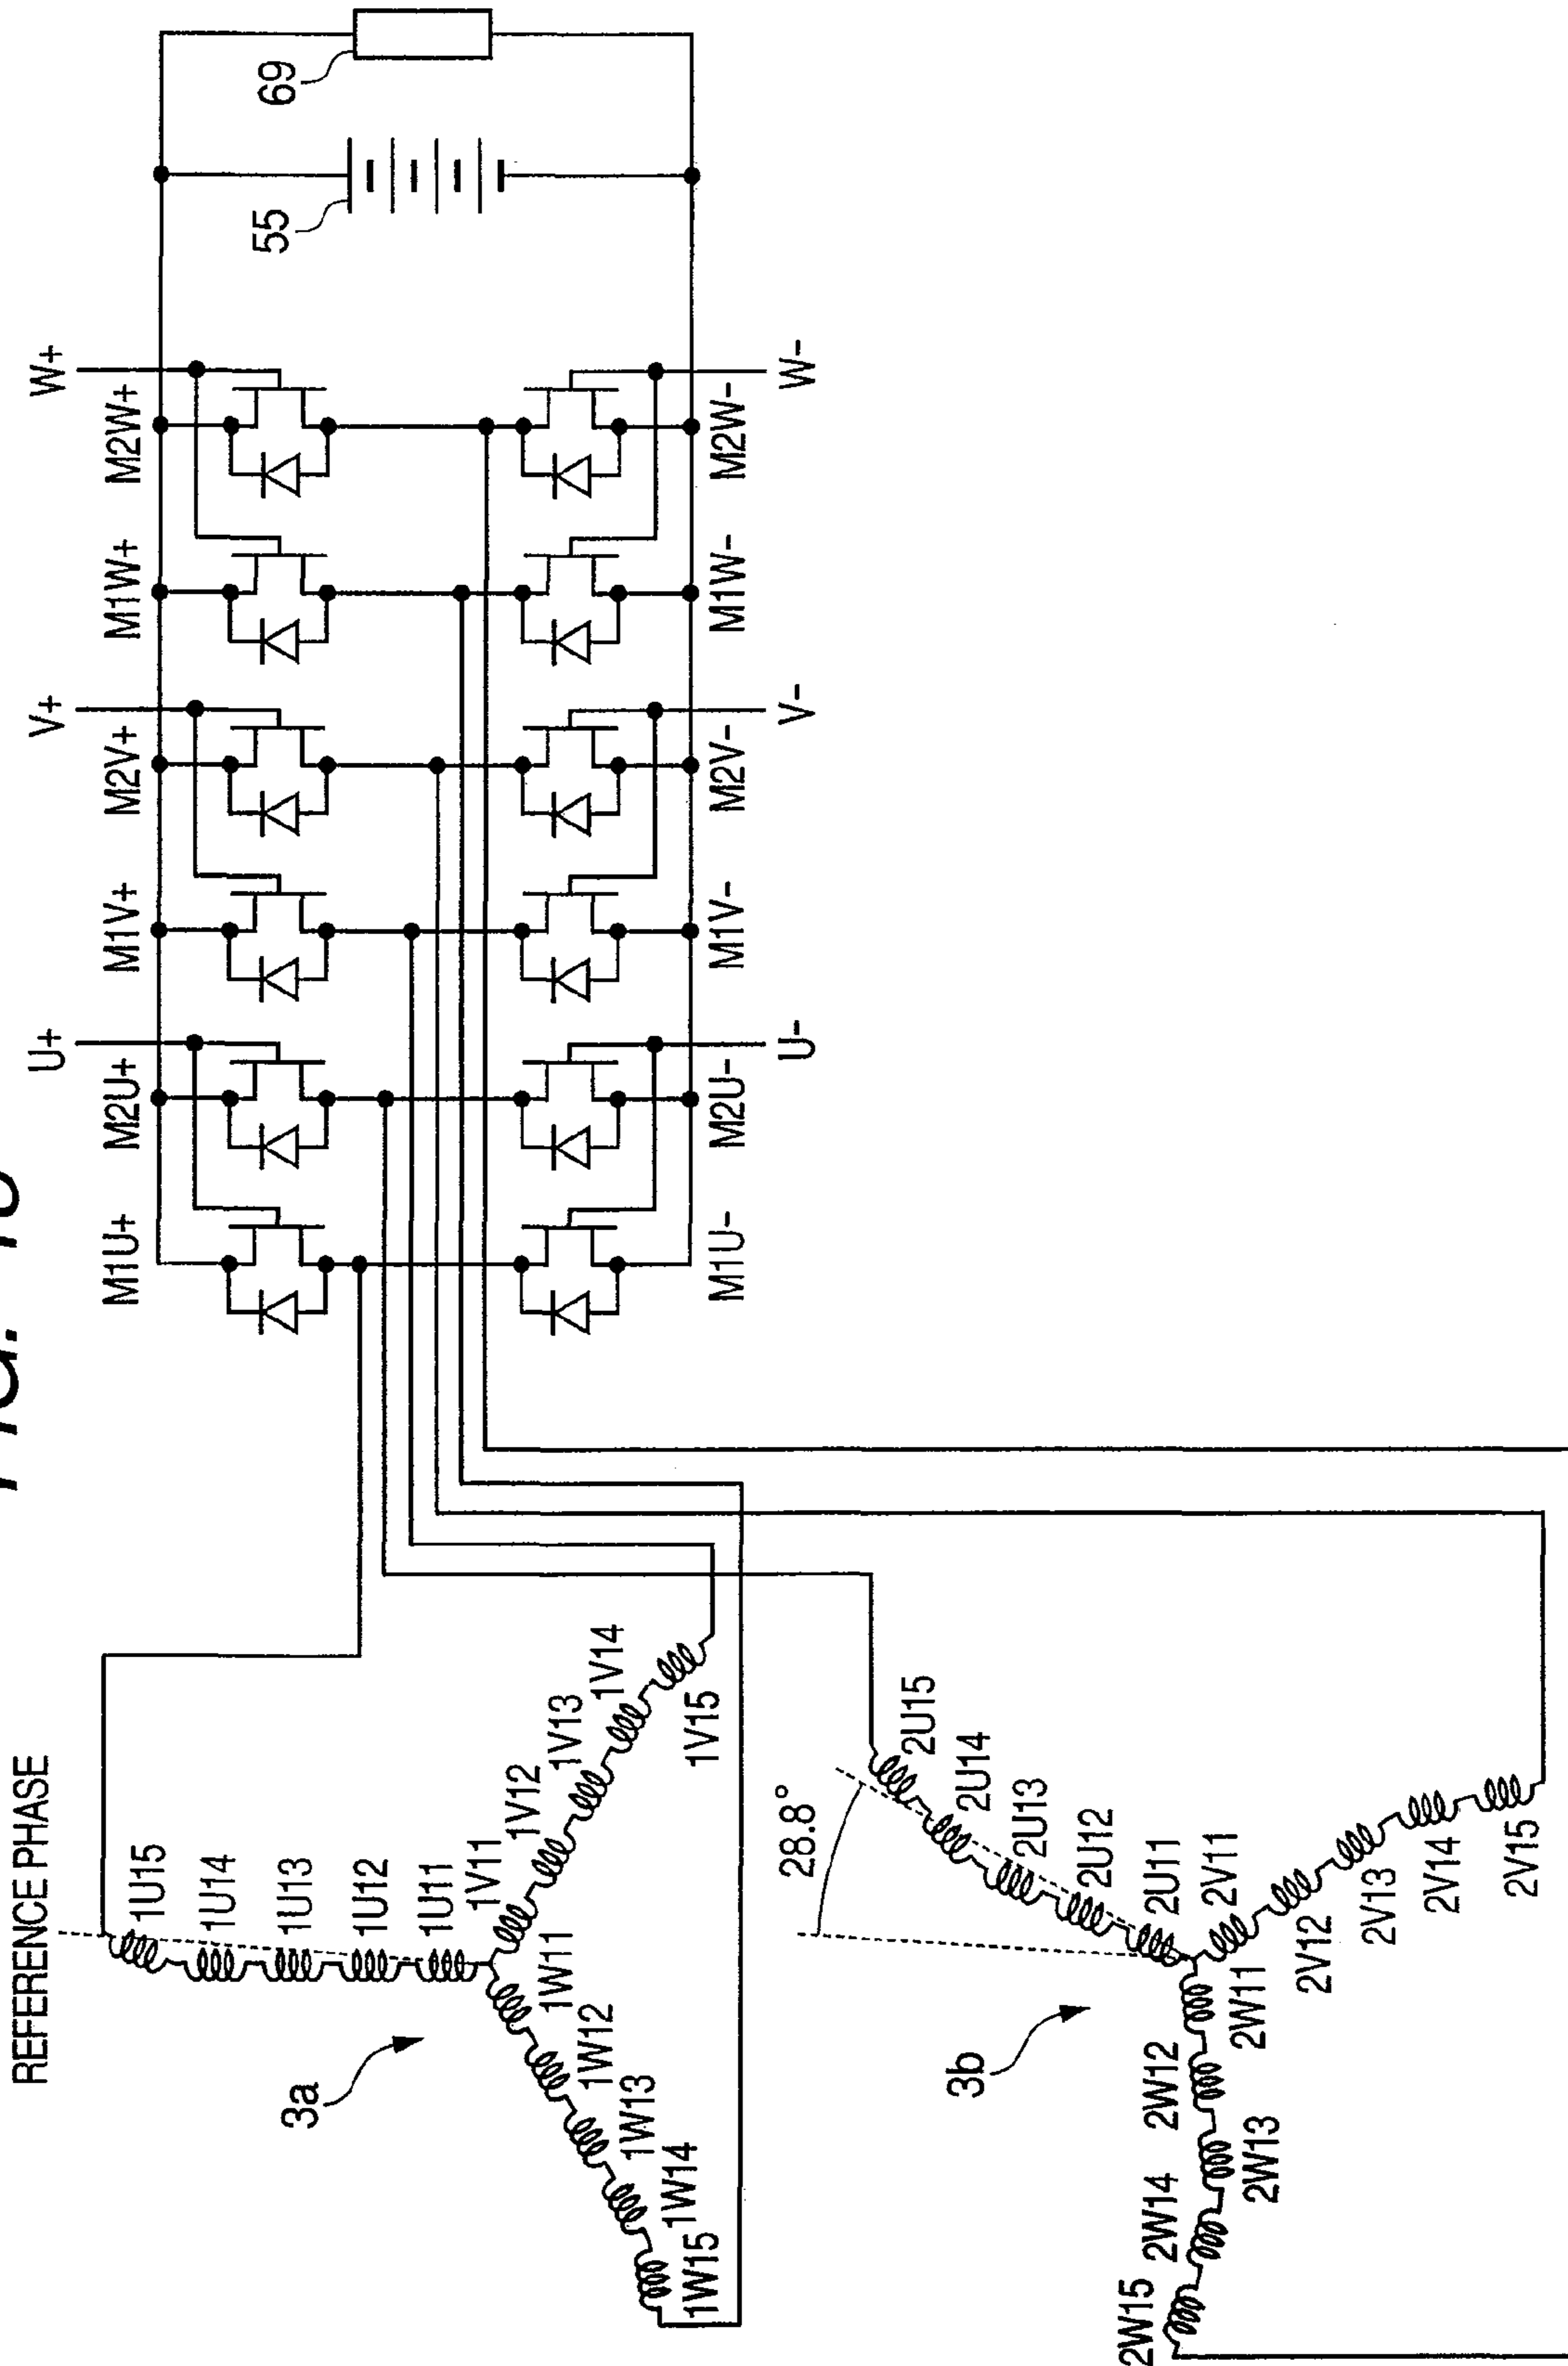 FIG.
REFERENCE PHASE
U+
V+
W+
M1U+
M2U+
M1V+
M2V+
M1W+
M2W+
55
69
M1U-
M2U-
M1V-
M2V-
M1W-
M2W-
U-
V-
W-
3a
1U15
1U14
1U13
1U12
1U11
1V11
1V12
1V13
1V14
1V15
1W11
1W12
1W13
1W14
1W15
28.8°
3b
2U15
2U14
2U13
2U12
2U11
2V11
2V12
2V13
2V14
2V15
2W11
2W12
2W13
2W14
2W15